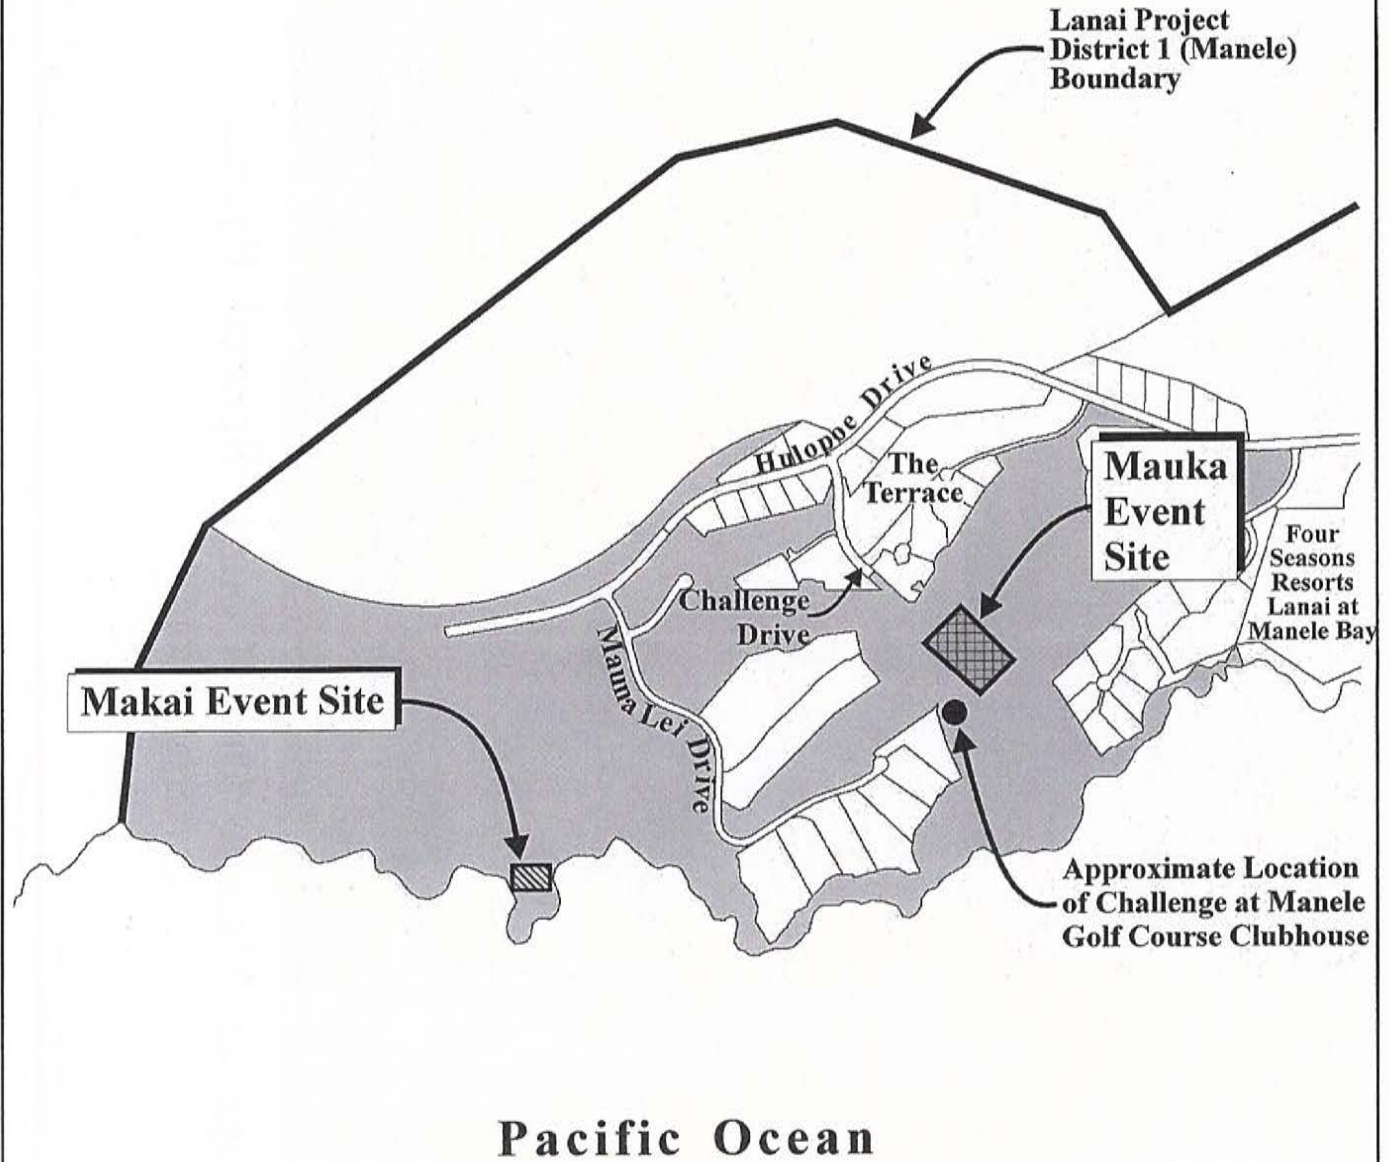 Lanai Project
District 1 (Manele)
Boundary
Hulopoe Drive
The
Terrace
Mauka
Event
Site
Four
Seasons
Resorts
Lanai at
Manele Bay
Challenge
Drive
Mauna Lei Drive
Makai Event Site
Approximate Location
of Challenge at Manele
Golf Course Clubhouse
Pacific Ocean